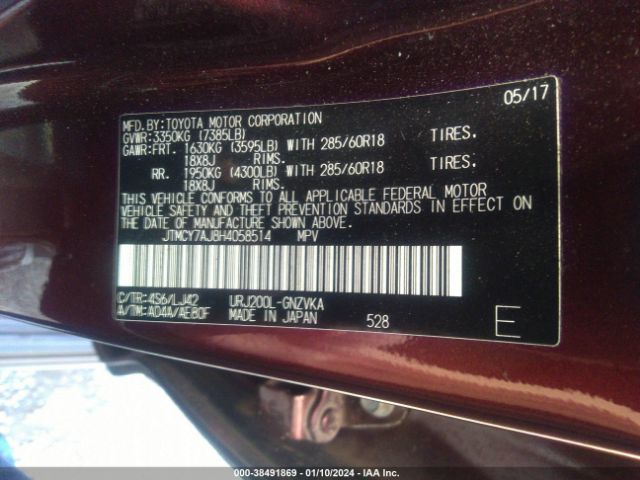 05/17
MFD.BY:TOYOTA MOTOR CORPORATION
GVWR:3350KG (7385LB)
GAWR:FRT. 1630KG (3595LB) WITH 285/60R18 TIRES.
18X8J RIMS.
RR. 1950KG (4300LB) WITH 285/60R18 TIRES.
18X8J RIMS.
THIS VEHICLE CONFORMS TO ALL APPLICABLE FEDERAL MOTOR
VEHICLE SAFETY AND THEFT PREVENTION STANDARDS IN EFFECT ON
THE DATE OF MANUFACTURE SHOWN ABOVE.
JTMCY7AJ8H4058514 MPV
C/TR:4S6/LJ42 URJ200L-GNZVKA
A/TM:AD4A/AE80F MADE IN JAPAN 528 E
000-38491869 - 01/10/2024 - IAA Inc.